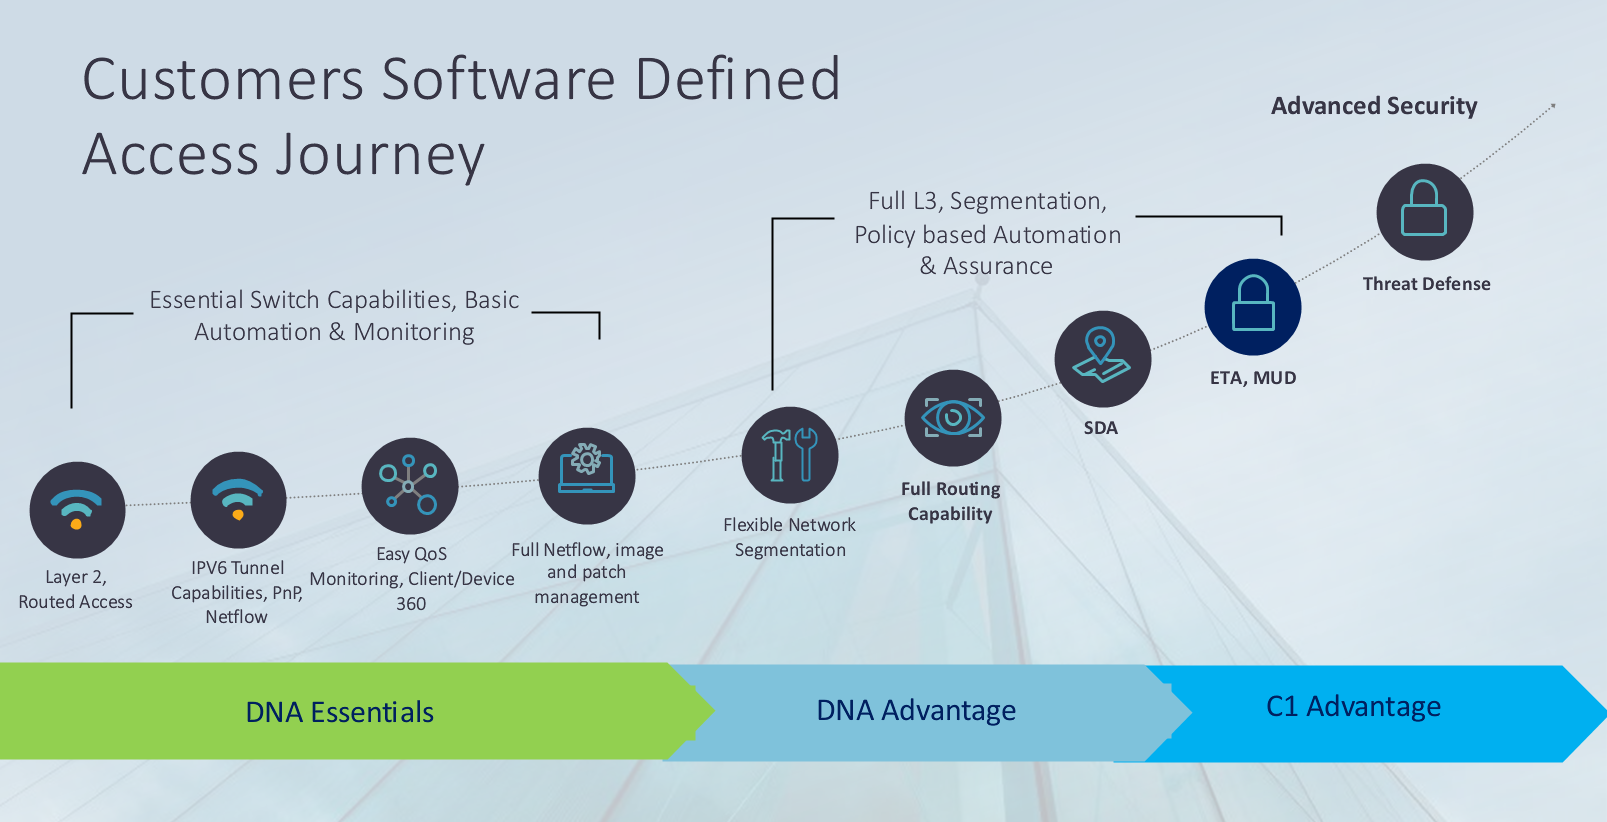 Customers Software Defined
Access Journey
Advanced Security
Full L3, Segmentation,
Policy based Automation
& Assurance
Essential Switch Capabilities, Basic
Automation & Monitoring
Threat Defense
ETA, MUD
SDA
Full Routing
Capability
Flexible Network
Segmentation
Full Netflow, image
and patch
management
Easy QoS
Monitoring, Client/Device
360
IPV6 Tunnel
Capabilities, PnP,
Netflow
Layer 2,
Routed Access
DNA Essentials
DNA Advantage
C1 Advantage